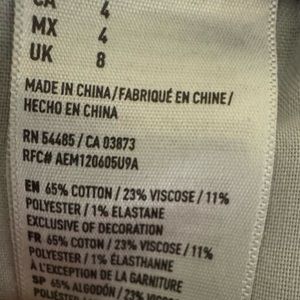 CA 4
MX 4
UK 8
MADE IN CHINA/FABRIQUÉ EN CHINE/
HECHO EN CHINA
RN 54485 / CA 03873
RFC# AEM120605U9A
EN 65% COTTON / 23% VISCOSE / 11%
POLYESTER / 1% ELASTANE
EXCLUSIVE OF DECORATION
FR 65% COTON / 23% VISCOSE / 11%
POLYESTER / 1% ÉLASTHANNE
À L'EXCEPTION DE LA GARNITURE
SP 65% ALGODÓN / 23% VISCOSA /